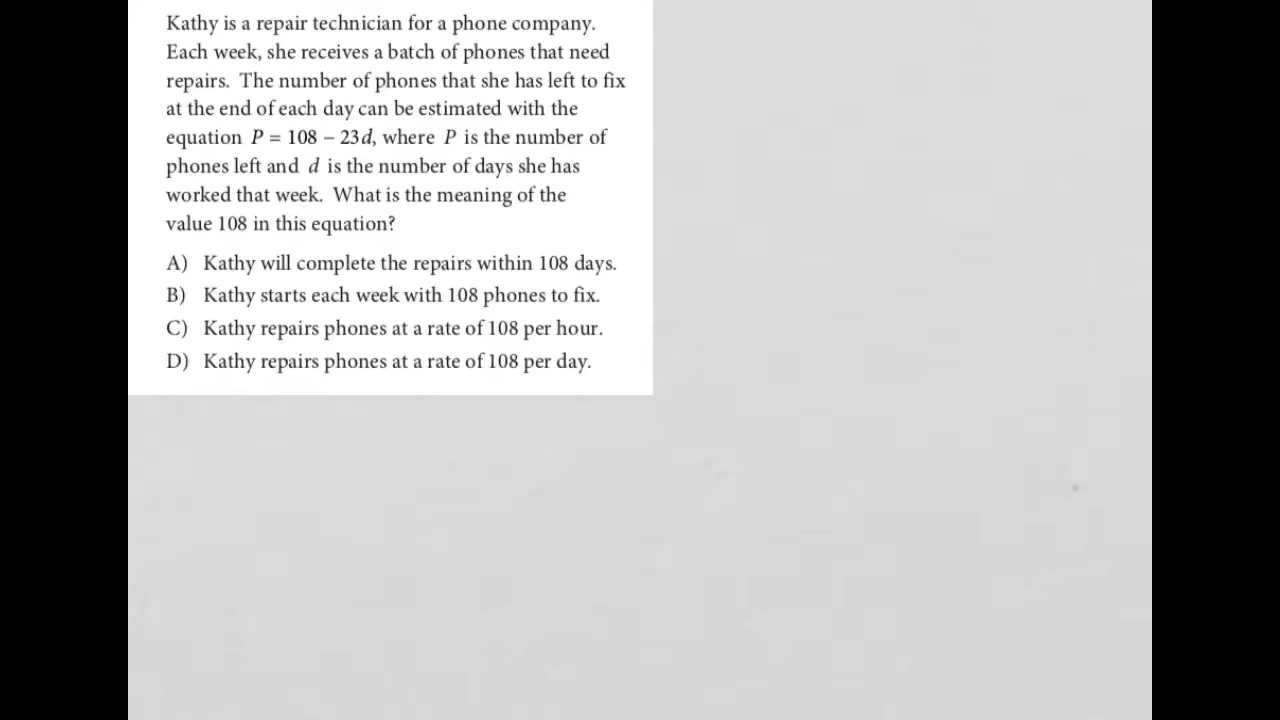 Kathy is a repair technician for a phone company.
Each week, she receives a batch of phones that need
repairs. The number of phones that she has left to fix
at the end of each day can be estimated with the
equation P = 108 − 23d, where P is the number of
phones left and d is the number of days she has
worked that week. What is the meaning of the
value 108 in this equation?
A) Kathy will complete the repairs within 108 days.
B) Kathy starts each week with 108 phones to fix.
C) Kathy repairs phones at a rate of 108 per hour.
D) Kathy repairs phones at a rate of 108 per day.